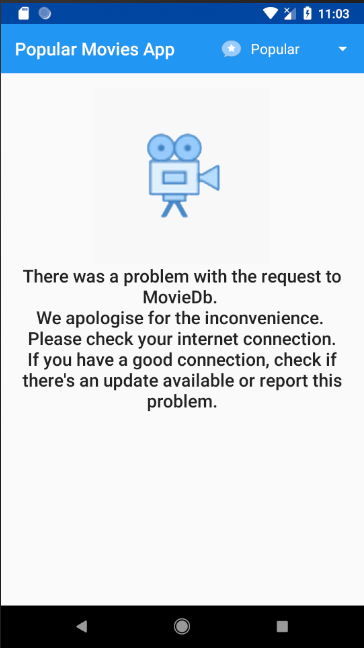 11:03
Popular Movies App
Popular
There was a problem with the request to
MovieDb.
We apologise for the inconvenience.
Please check your internet connection.
If you have a good connection, check if
there's an update available or report this
problem.